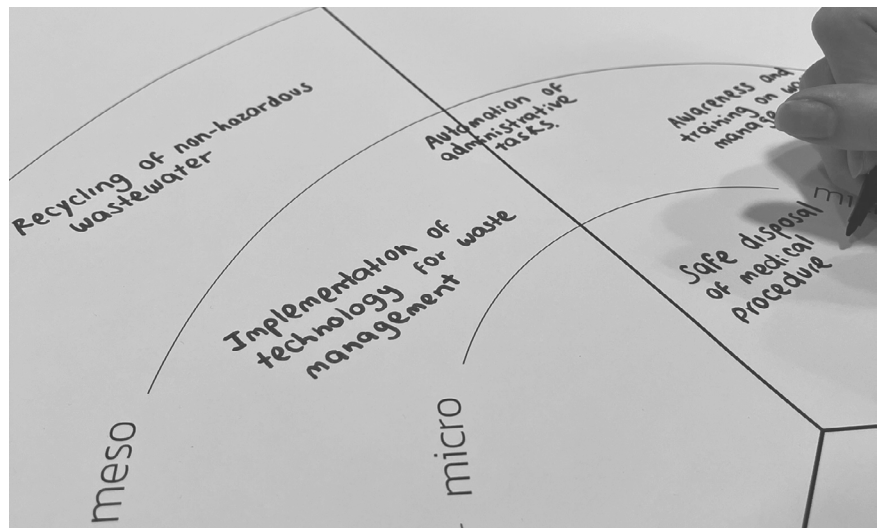 Recycling of non-hazardous
wastewater
Automation of
administrative
tasks.
Awareness and
training on
Implementation of
technology for waste
management
Safe disposal
of medical
procedure
meso
micro